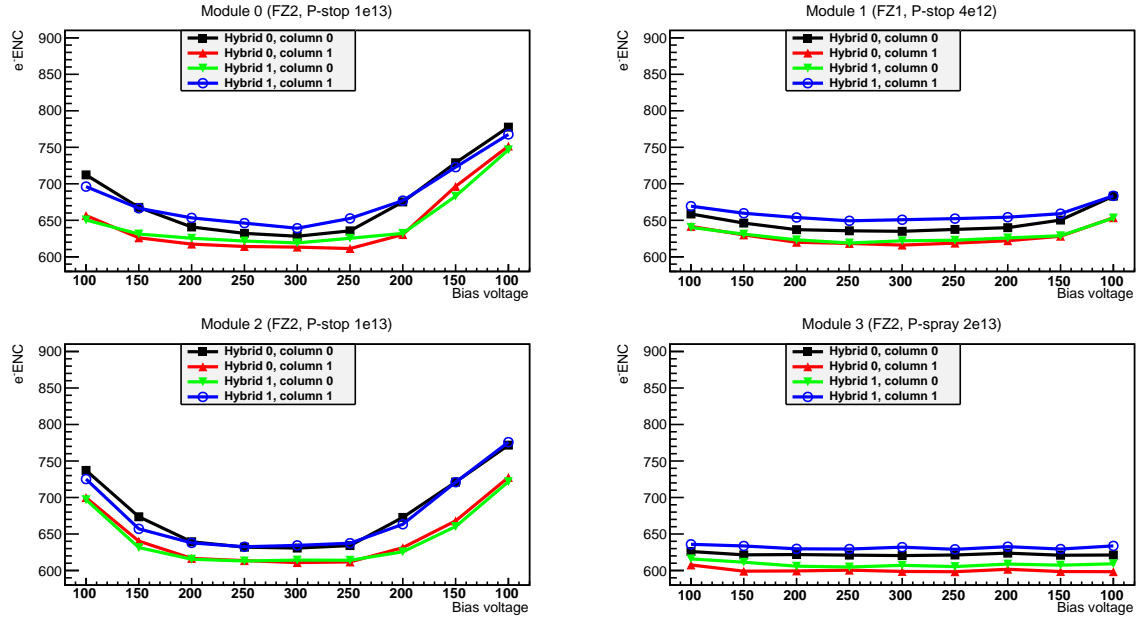 Module 0 (FZ2, P-stop 1e13)
e⁻ENC
900
850
800
750
700
650
600
Hybrid 0, column 0
Hybrid 0, column 1
Hybrid 1, column 0
Hybrid 1, column 1
100 150 200 250 300 250 200 150 100
Bias voltage
Module 1 (FZ1, P-stop 4e12)
e⁻ENC
900
850
800
750
700
650
600
Hybrid 0, column 0
Hybrid 0, column 1
Hybrid 1, column 0
Hybrid 1, column 1
100 150 200 250 300 250 200 150 100
Bias voltage
Module 2 (FZ2, P-stop 1e13)
e⁻ENC
900
850
800
750
700
650
600
Hybrid 0, column 0
Hybrid 0, column 1
Hybrid 1, column 0
Hybrid 1, column 1
100 150 200 250 300 250 200 150 100
Bias voltage
Module 3 (FZ2, P-spray 2e13)
e⁻ENC
900
850
800
750
700
650
600
Hybrid 0, column 0
Hybrid 0, column 1
Hybrid 1, column 0
Hybrid 1, column 1
100 150 200 250 300 250 200 150 100
Bias voltage